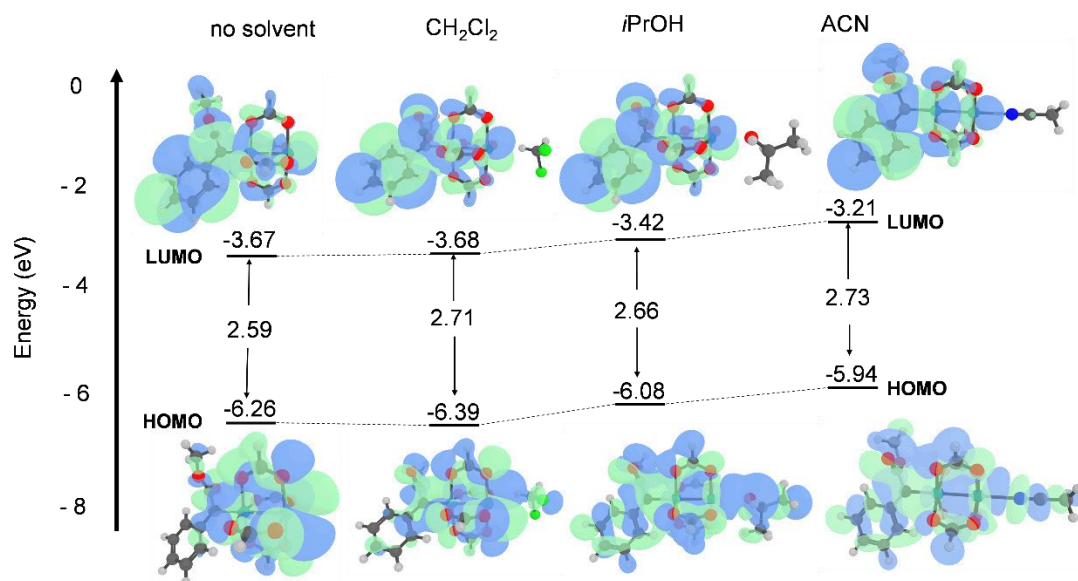 no solvent CH₂Cl₂ iPrOH ACN
Energy (eV)
0
- 2
- 4
- 6
- 8
LUMO -3.67 -3.68 -3.42 -3.21 LUMO
2.59 2.71 2.66 2.73
HOMO -6.26 -6.39 -6.08 -5.94 HOMO